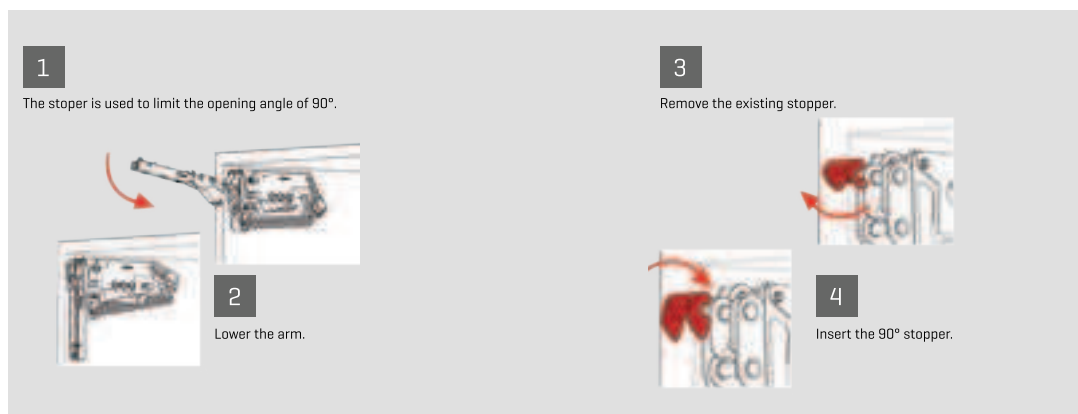 1
The stoper is used to limit the opening angle of 90°.
2
Lower the arm.
3
Remove the existing stopper.
4
Insert the 90° stopper.